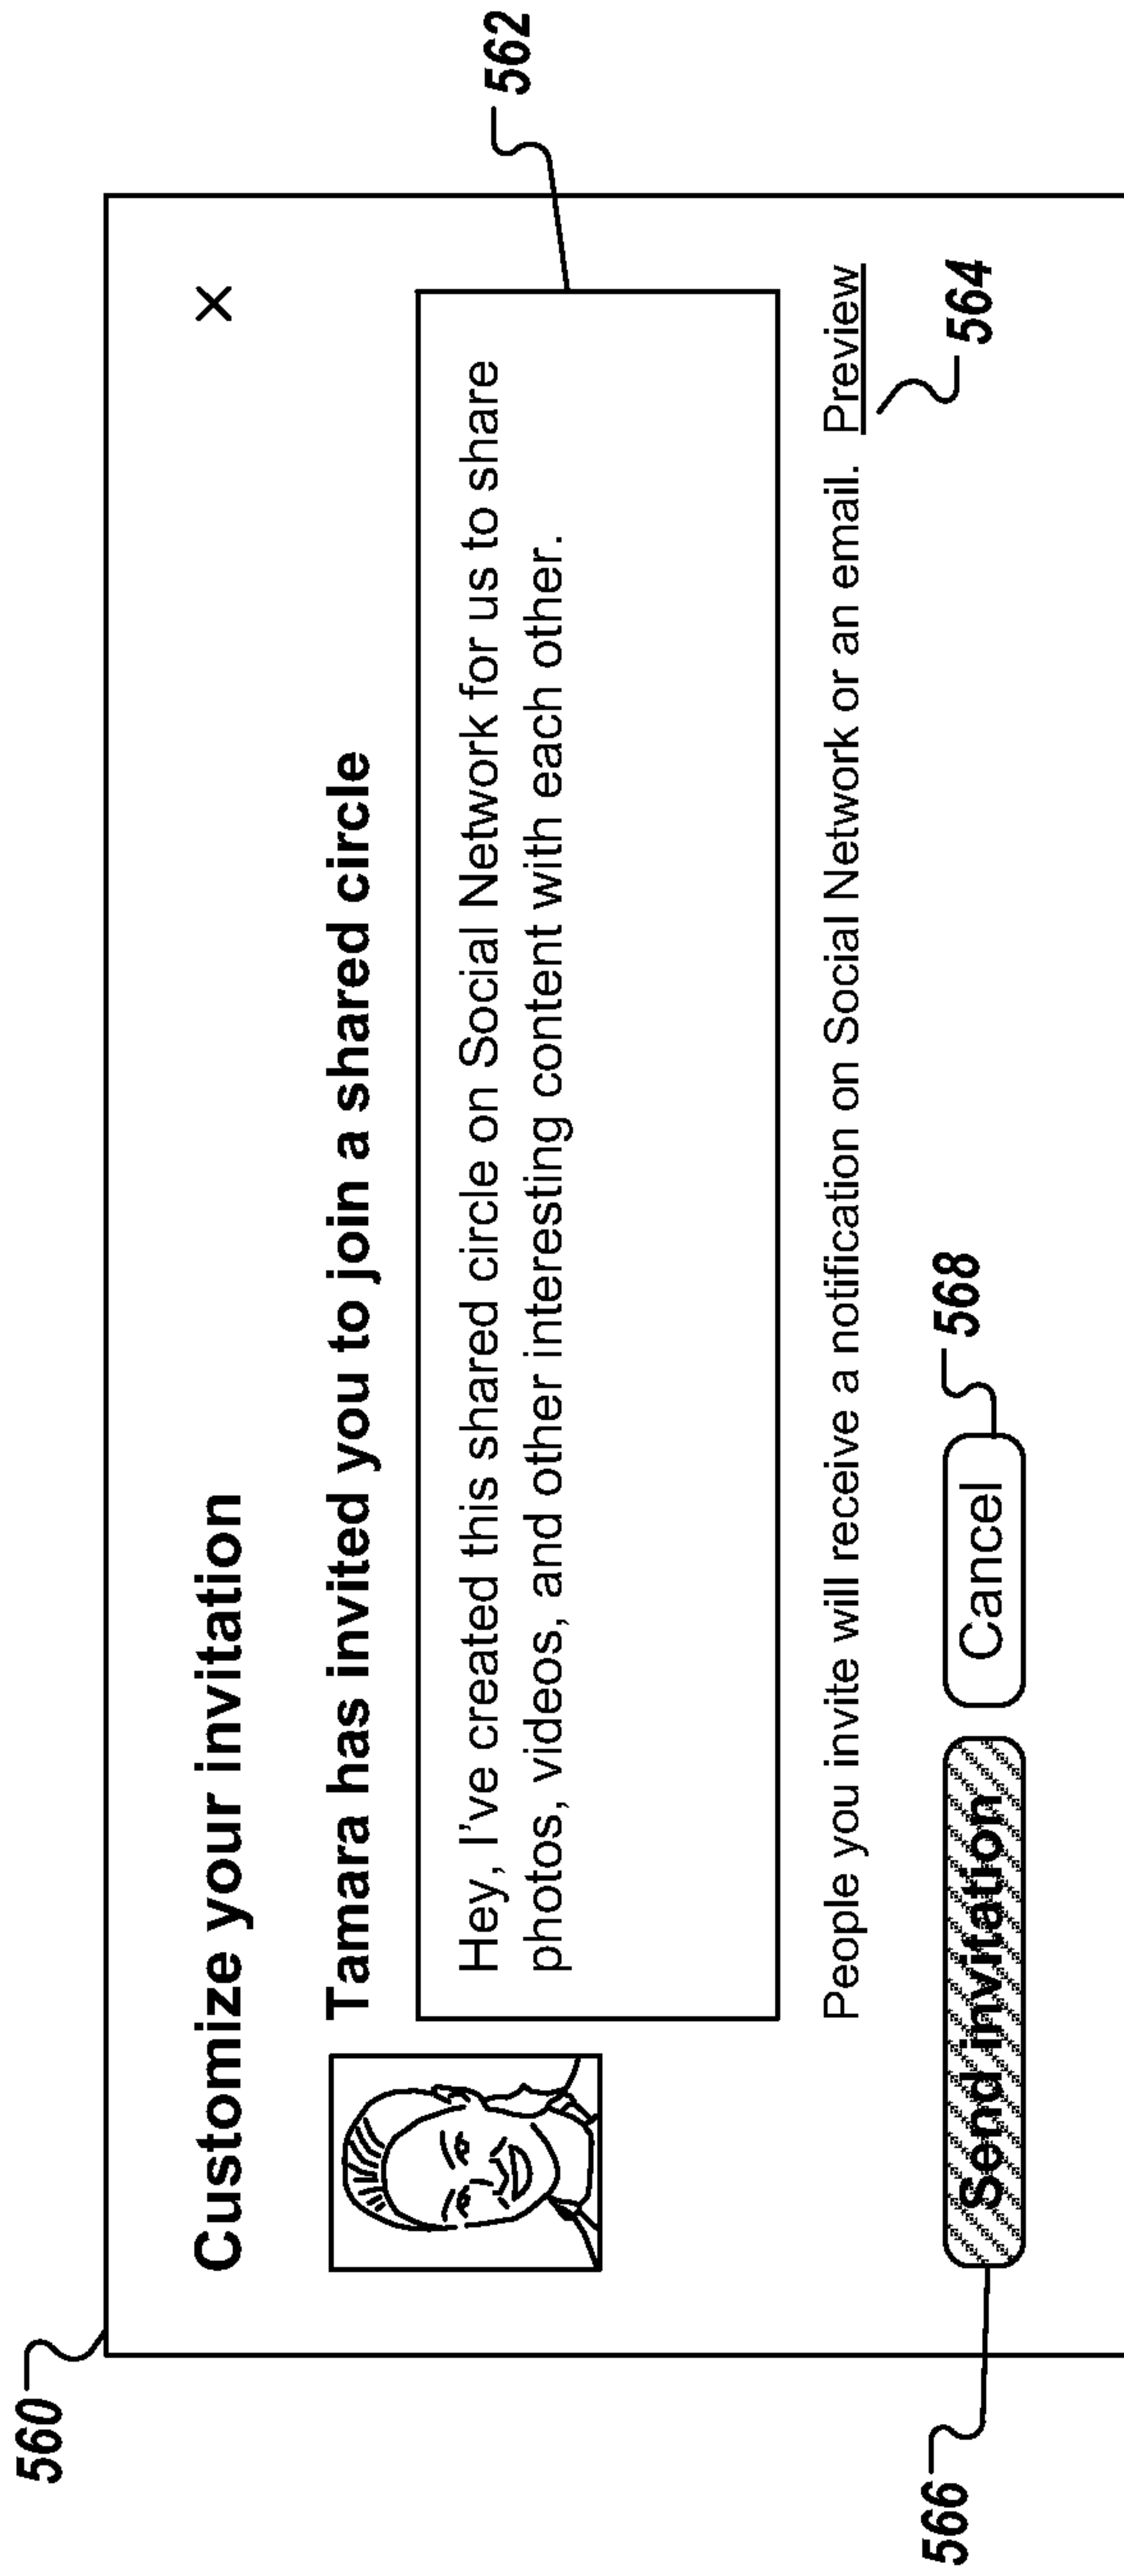 560
Customize your invitation X
Tamara has invited you to join a shared circle
Hey, I've created this shared circle on Social Network for us to share
photos, videos, and other interesting content with each other.
562
People you invite will receive a notification on Social Network or an email. Preview
564
566
Send invitation
Cancel
568